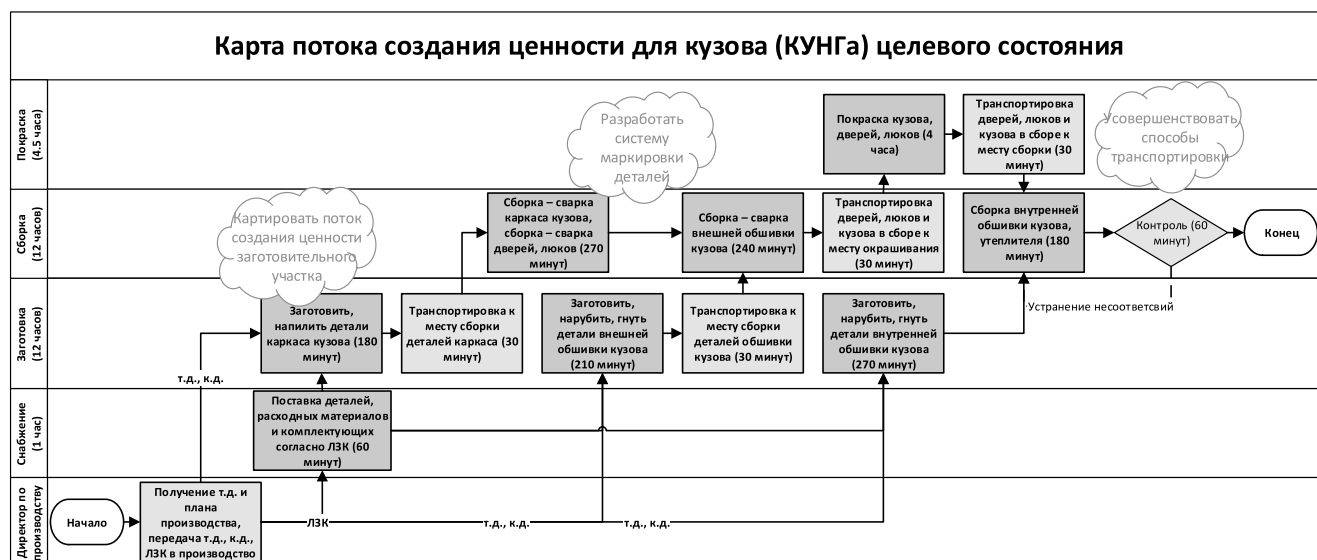 Карта потока создания ценности для кузова (КУНГа) целевого состояния
Покраска
(4.5 часа)
Покраска кузова,
дверей, люков (4
часа)
Транспортировка
дверей, люков и
кузова в сборе к
месту сборки (30
минут)
Усовершенствовать
способы
транспортировки
Разработать
систему
маркировки
деталей
Сборка
(12 часов)
Картировать поток
создания ценности
заготовительного
участка
Сборка – сварка
каркаса кузова,
сборка – сварка
дверей, люков (270
минут)
Сборка – сварка
внешней обшивки
кузова (240 минут)
Транспортировка
дверей, люков и
кузова в сборе к
месту окрашивания
(30 минут)
Сборка внутренней
обшивки кузова,
утеплителя (180
минут)
Контроль (60
минут)
Конец
Заготовка
(12 часов)
Заготовить,
напилить детали
каркаса кузова (180
минут)
Транспортировка к
месту сборки
деталей каркаса (30
минут)
Заготовить,
нарубить, гнуть
детали внешней
обшивки кузова
(210 минут)
Транспортировка к
месту сборки
деталей обшивки
кузова (30 минут)
Заготовить,
нарубить, гнуть
детали внутренней
обшивки кузова
(270 минут)
Устранение несоответсвий
т.д., к.д.
Снабжение
(1 час)
Поставка деталей,
расходных материалов
и комплектующих
согласно ЛЗК (60
минут)
Директор по
производству
Начало
Получение т.д. и
плана
производства,
передача т.д., к.д.,
ЛЗК в производство
ЛЗК
т.д., к.д.
т.д., к.д.